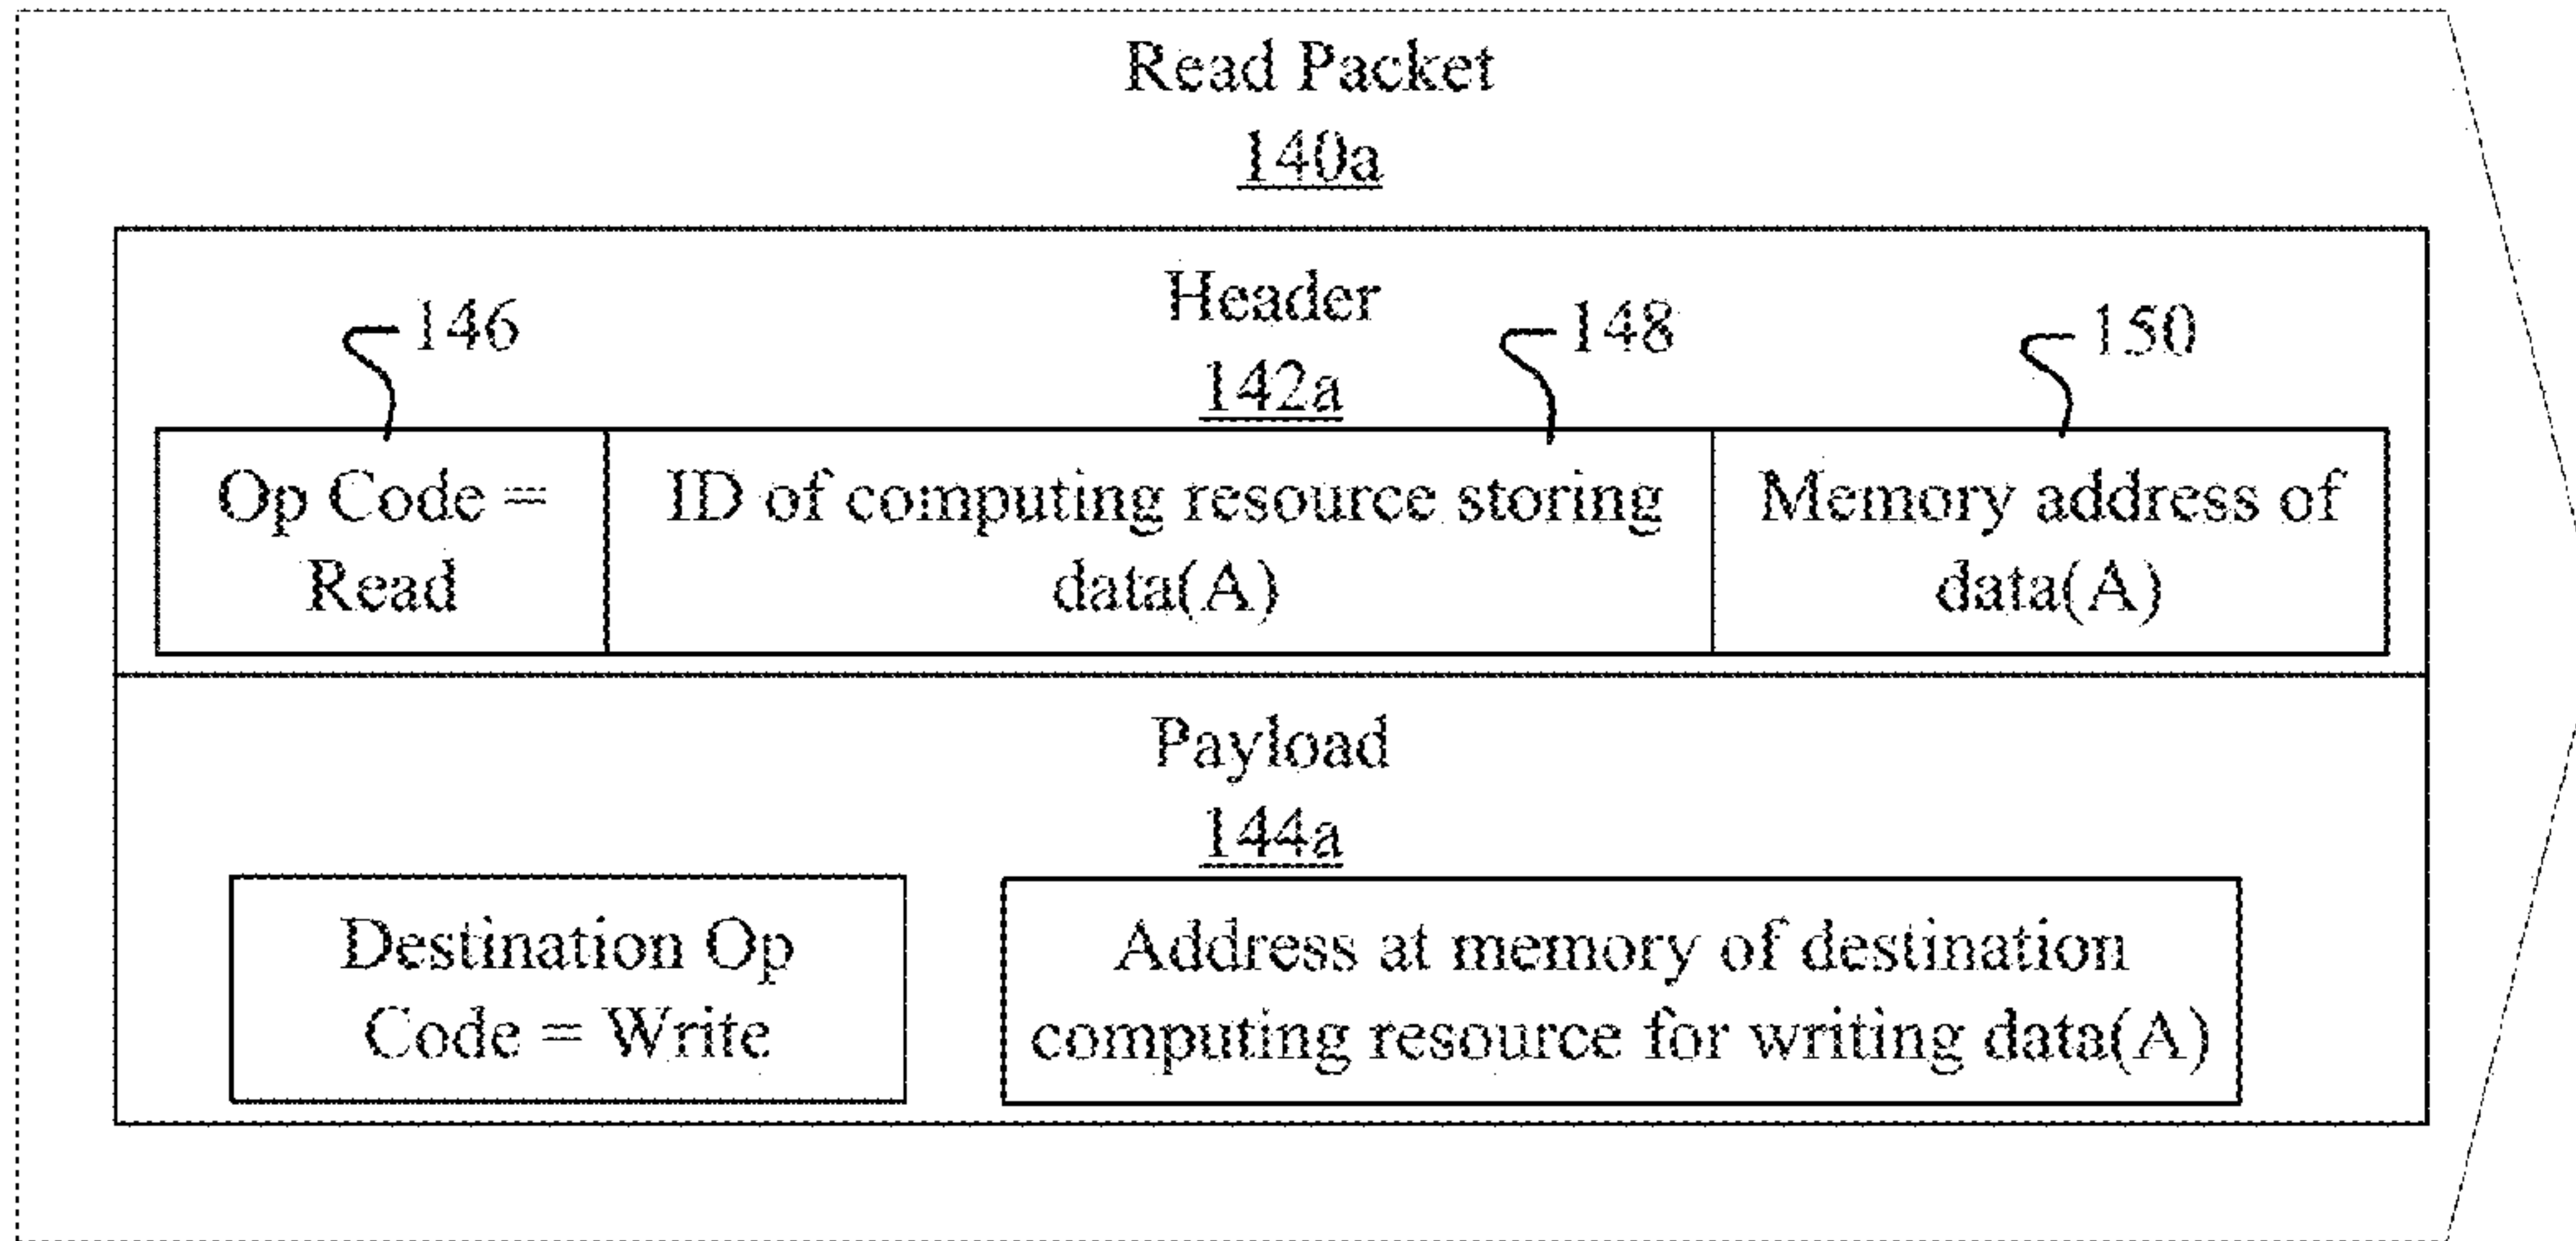 Read Packet
140a
Header
142a
146
148
150
Op Code =
Read
ID of computing resource storing
data(A)
Memory address of
data(A)
Payload
144a
Destination Op
Code = Write
Address at memory of destination
computing resource for writing data(A)